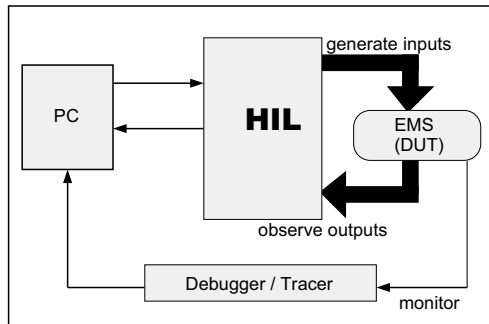 generate inputs
PC
HIL
EMS
(DUT)
observe outputs
Debugger / Tracer
monitor